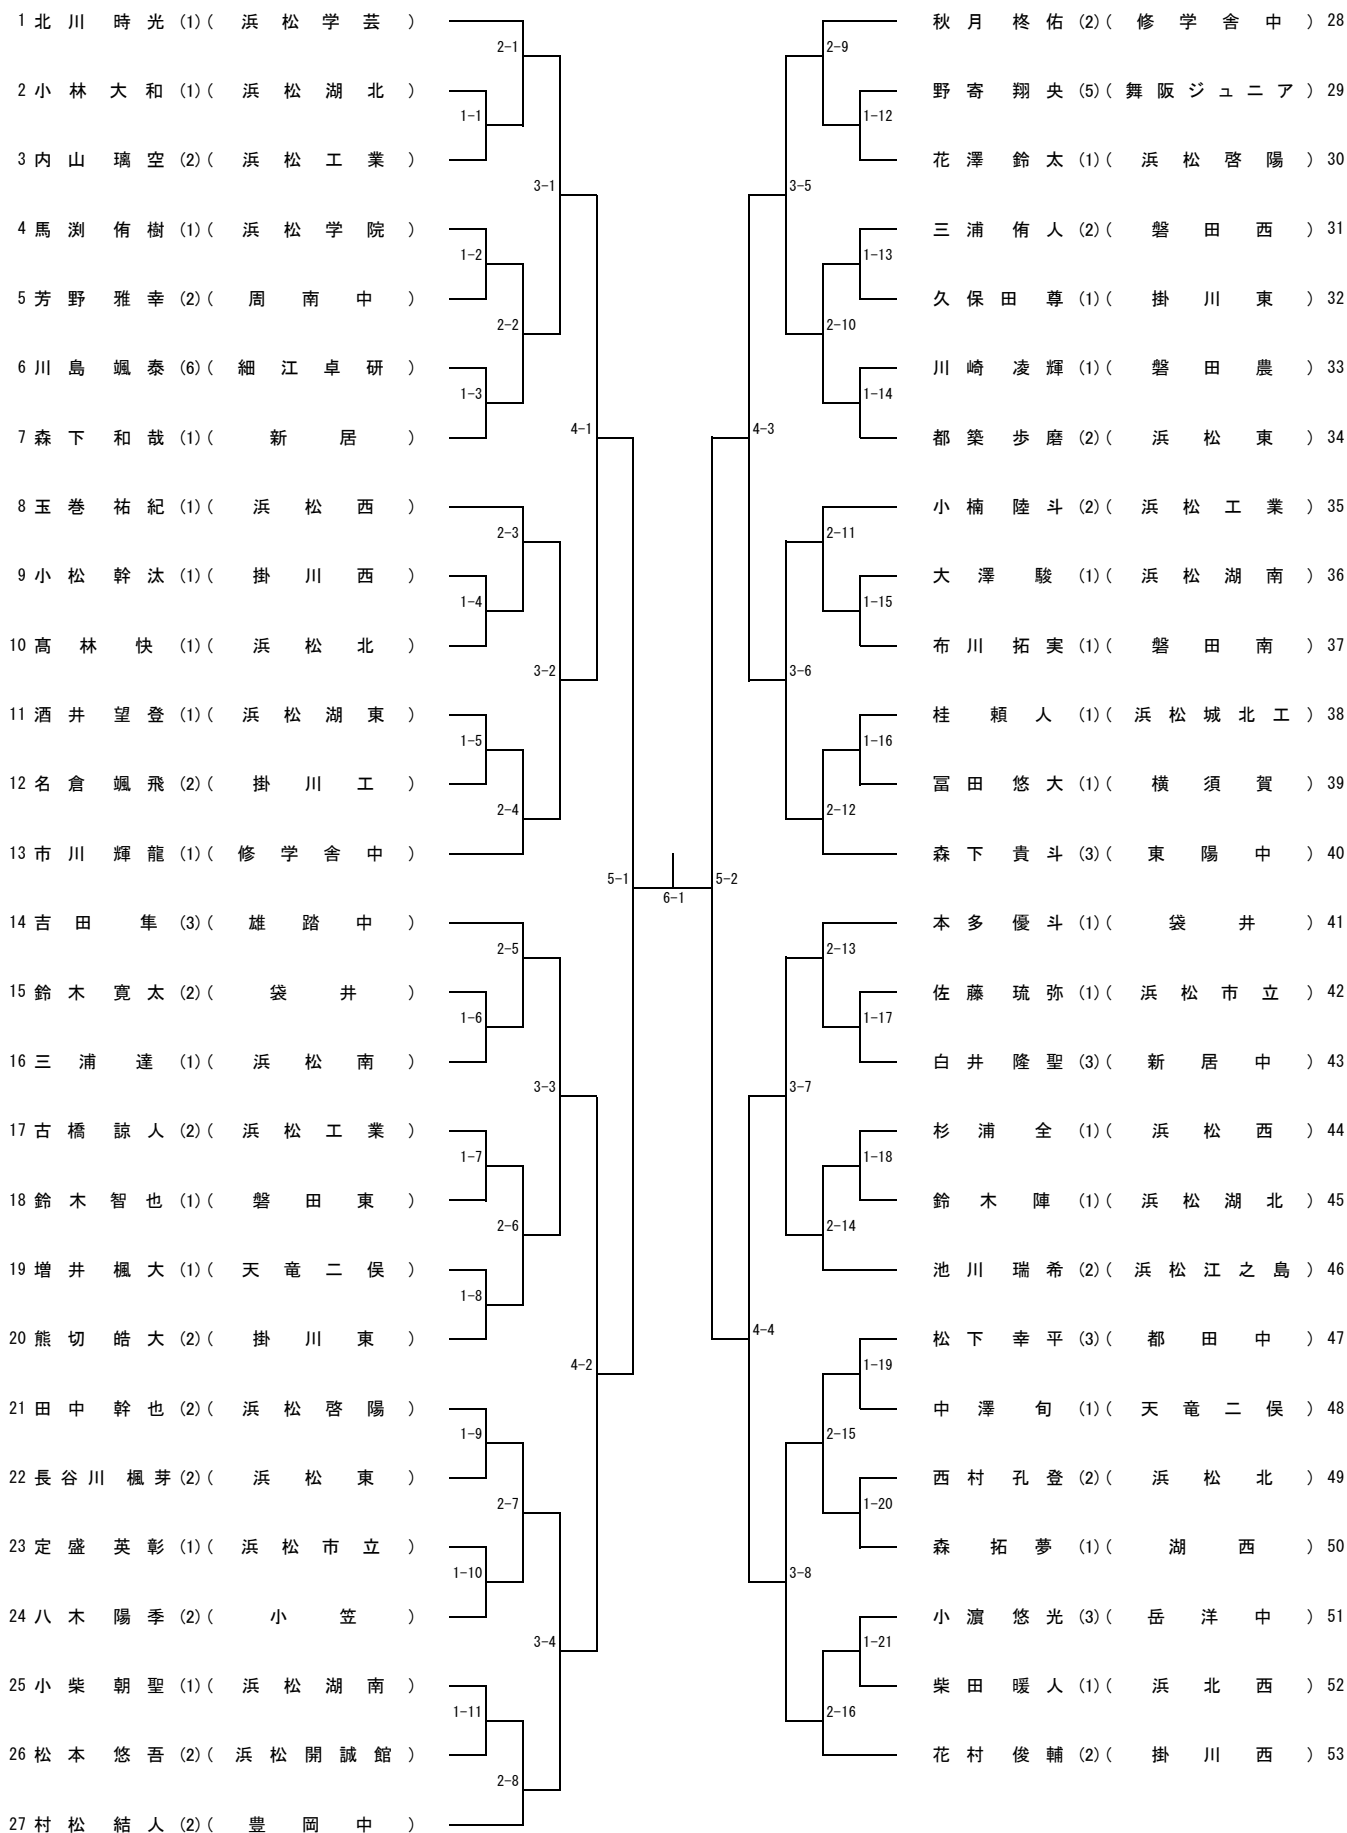 1 北川 時光 (1) ( 浜松学芸 )
2 小林 大和 (1) ( 浜松湖北 )
3 内山 璃空 (2) ( 浜松工業 )
4 馬渕 侑樹 (1) ( 浜松学院 )
5 芳野 雅幸 (2) ( 周南中 )
6 川島 颯泰 (6) ( 細江卓研 )
7 森下 和哉 (1) ( 新居 )
8 玉巻 祐紀 (1) ( 浜松西 )
9 小松 幹汰 (1) ( 掛川西 )
10 髙林 快 (1) ( 浜松北 )
11 酒井 望登 (1) ( 浜松湖東 )
12 名倉 颯飛 (2) ( 掛川工 )
13 市川 輝龍 (1) ( 修学舎中 )
14 吉田 隼 (3) ( 雄踏中 )
15 鈴木 寛太 (2) ( 袋井 )
16 三浦 達 (1) ( 浜松南 )
17 古橋 諒人 (2) ( 浜松工業 )
18 鈴木 智也 (1) ( 磐田東 )
19 増井 楓大 (1) ( 天竜二俣 )
20 熊切 皓大 (2) ( 掛川東 )
21 田中 幹也 (2) ( 浜松啓陽 )
22 長谷川 楓芽 (2) ( 浜松東 )
23 定盛 英彰 (1) ( 浜松市立 )
24 八木 陽季 (2) ( 小笠 )
25 小柴 朝聖 (1) ( 浜松湖南 )
26 松本 悠吾 (2) ( 浜松開誠館 )
27 村松 結人 (2) ( 豊岡中 )
1-1
1-2
1-3
1-4
1-5
1-6
1-7
1-8
1-9
1-10
1-11
2-1
2-2
2-3
2-4
2-5
2-6
2-7
2-8
3-1
3-2
3-3
3-4
4-1
4-2
5-1
6-1
5-2
4-3
4-4
3-5
3-6
3-7
3-8
2-9
2-10
2-11
2-12
2-13
2-14
2-15
2-16
1-12
1-13
1-14
1-15
1-16
1-17
1-18
1-19
1-20
1-21
秋月 柊佑 (2) ( 修学舎中 ) 28
野寄 翔央 (5) ( 舞阪ジュニア ) 29
花澤 鈴太 (1) ( 浜松啓陽 ) 30
三浦 侑人 (2) ( 磐田西 ) 31
久保田 尊 (1) ( 掛川東 ) 32
川崎 凌輝 (1) ( 磐田農 ) 33
都築 歩磨 (2) ( 浜松東 ) 34
小楠 陸斗 (2) ( 浜松工業 ) 35
大澤 駿 (1) ( 浜松湖南 ) 36
布川 拓実 (1) ( 磐田南 ) 37
桂 頼人 (1) ( 浜松城北工 ) 38
冨田 悠大 (1) ( 横須賀 ) 39
森下 貴斗 (3) ( 東陽中 ) 40
本多 優斗 (1) ( 袋井 ) 41
佐藤 琉弥 (1) ( 浜松市立 ) 42
白井 隆聖 (3) ( 新居中 ) 43
杉浦 全 (1) ( 浜松西 ) 44
鈴木 陣 (1) ( 浜松湖北 ) 45
池川 瑞希 (2) ( 浜松江之島 ) 46
松下 幸平 (3) ( 都田中 ) 47
中澤 旬 (1) ( 天竜二俣 ) 48
西村 孔登 (2) ( 浜松北 ) 49
森 拓夢 (1) ( 湖西 ) 50
小濵 悠光 (3) ( 岳洋中 ) 51
柴田 暖人 (1) ( 浜北西 ) 52
花村 俊輔 (2) ( 掛川西 ) 53